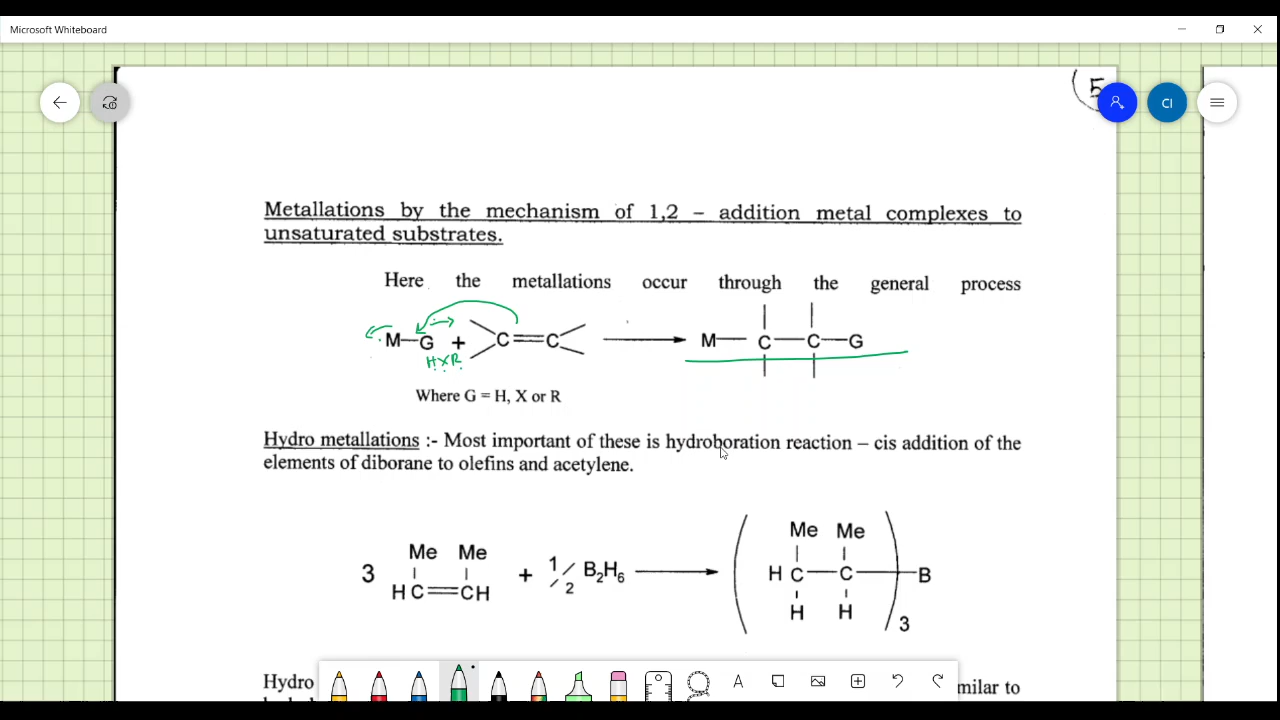 Microsoft Whiteboard
5
CI
Metallations by the mechanism of 1,2 – addition metal complexes to
unsaturated substrates.
Here the metallations occur through the general process
M—G + C=C → M—C—C—G
H X R
Where G = H, X or R
Hydro metallations :- Most important of these is hydroboration reaction – cis addition of the
elements of diborane to olefins and acetylene.
Me Me
Me Me
3 HC=CH + 1/2 B2H6 → ( H C—C— )3 B
H H
Hydro
milar to